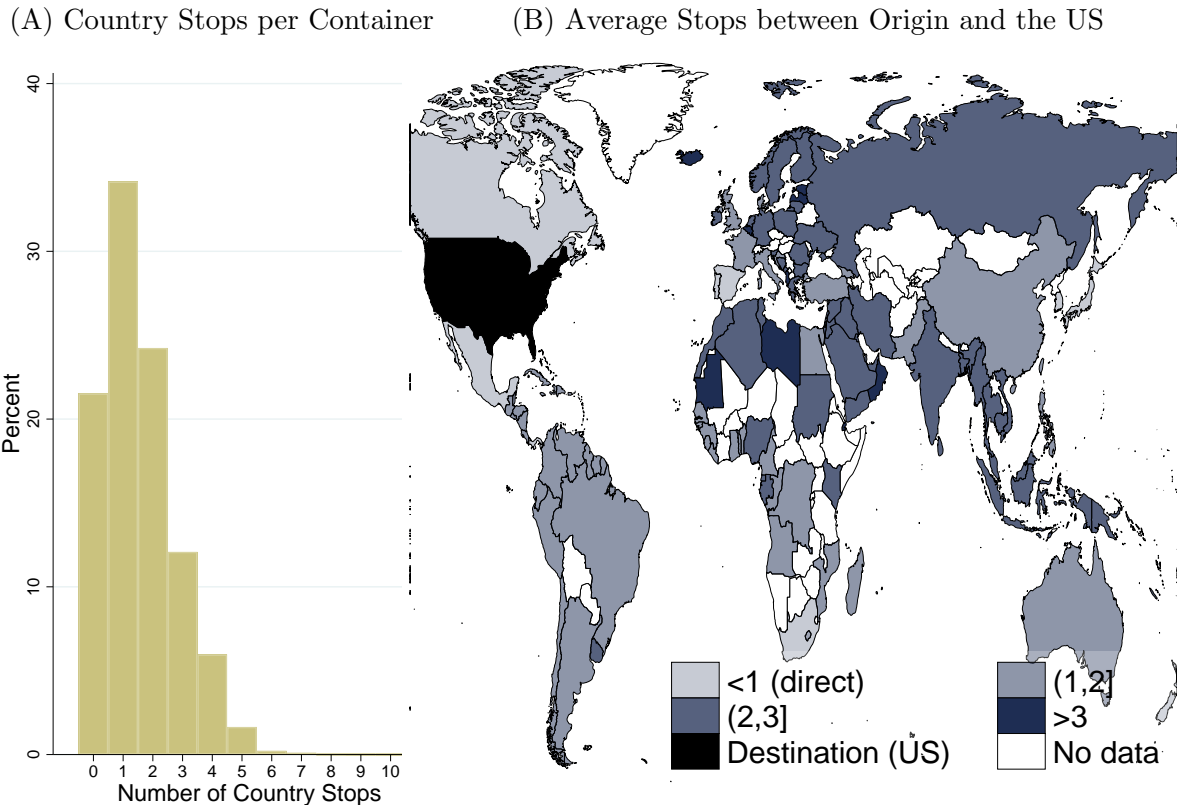 (A) Country Stops per Container
(B) Average Stops between Origin and the US
40
30
20
10
0
Percent
0 1 2 3 4 5 6 7 8 9 10
Number of Country Stops
<1 (direct)
(1,2]
(2,3]
>3
Destination (US)
No data